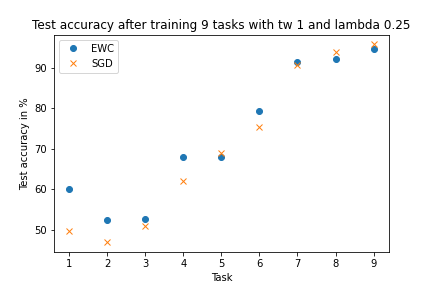 Test accuracy after training 9 tasks with tw 1 and lambda 0.25
EWC
SGD
Test accuracy in %
90
80
70
60
50
1 2 3 4 5 6 7 8 9
Task